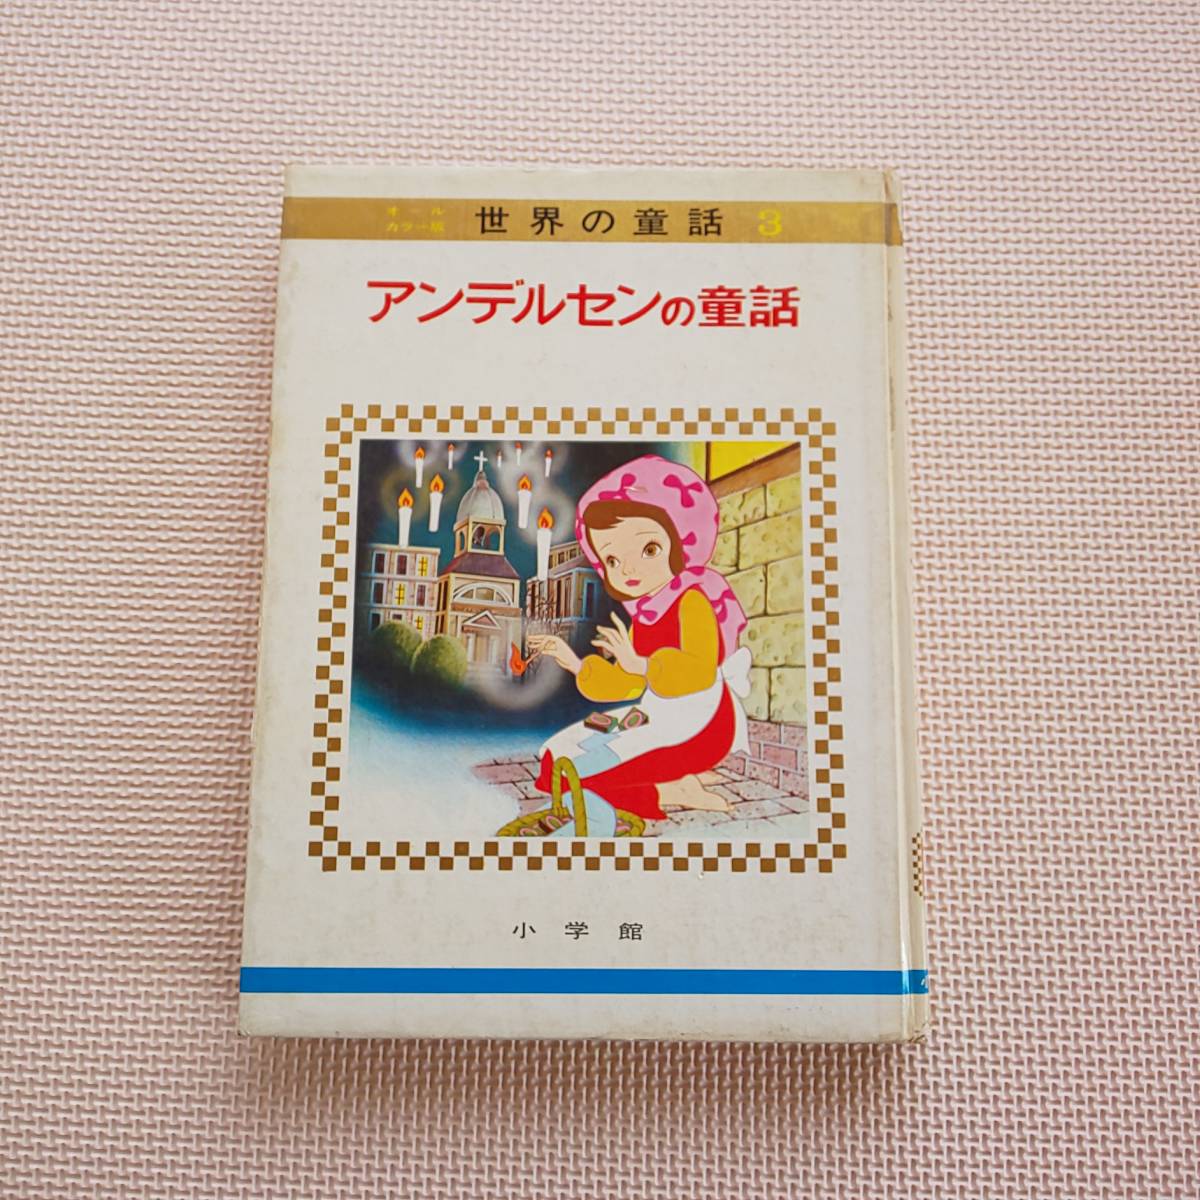 オール
カラー版
世界の童話 3
アンデルセンの童話
小学館